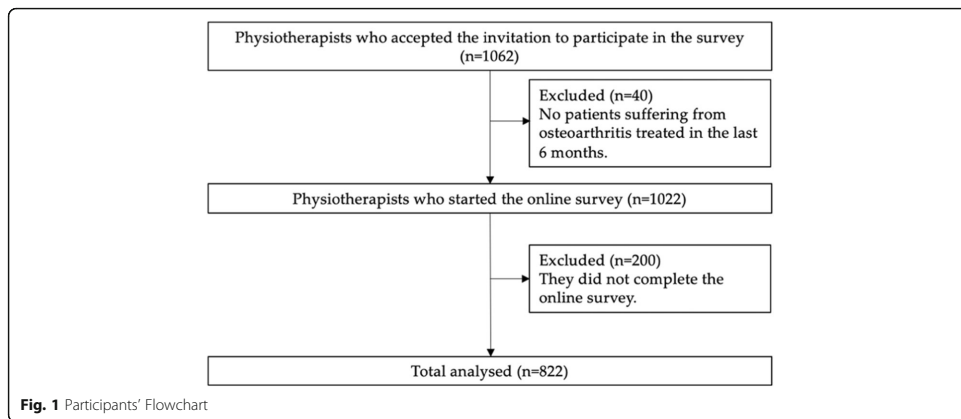 Physiotherapists who accepted the invitation to participate in the survey
(n=1062)
Excluded (n=40)
No patients suffering from
osteoarthritis treated in the last
6 months.
Physiotherapists who started the online survey (n=1022)
Excluded (n=200)
They did not complete the
online survey.
Total analysed (n=822)
Fig. 1 Participants' Flowchart